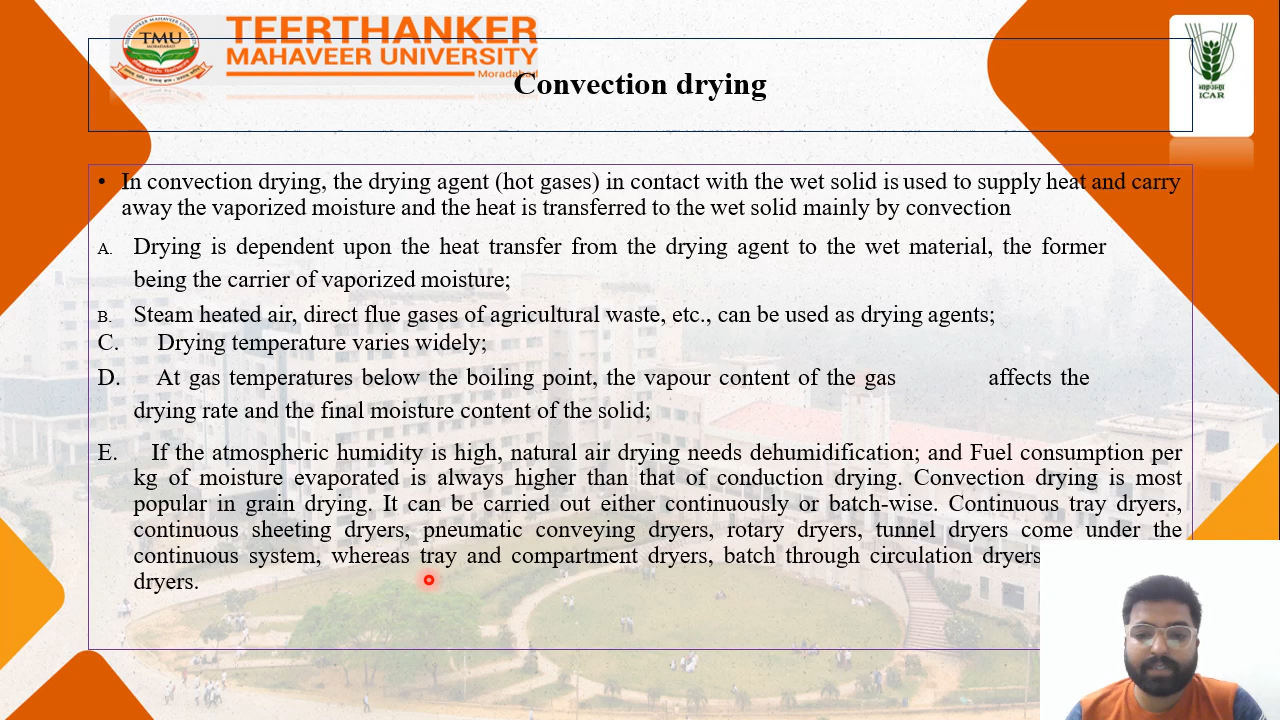 TEERTHANKER
MAHAVEER UNIVERSITY
Moradabad
TMU
MORADABAD
ICAR
Convection drying
• In convection drying, the drying agent (hot gases) in contact with the wet solid is used to supply heat and carry
away the vaporized moisture and the heat is transferred to the wet solid mainly by convection
A. Drying is dependent upon the heat transfer from the drying agent to the wet material, the former
being the carrier of vaporized moisture;
B. Steam heated air, direct flue gases of agricultural waste, etc., can be used as drying agents;
C. Drying temperature varies widely;
D. At gas temperatures below the boiling point, the vapour content of the gas affects the
drying rate and the final moisture content of the solid;
E. If the atmospheric humidity is high, natural air drying needs dehumidification; and Fuel consumption per
kg of moisture evaporated is always higher than that of conduction drying. Convection drying is most
popular in grain drying. It can be carried out either continuously or batch-wise. Continuous tray dryers,
continuous sheeting dryers, pneumatic conveying dryers, rotary dryers, tunnel dryers come under the
continuous system, whereas tray and compartment dryers, batch through circulation dryers
dryers.